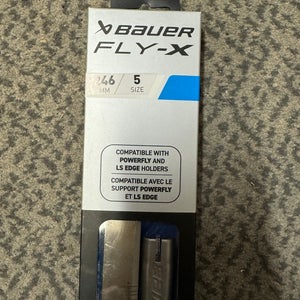 BAUER
FLY-X
246 5
MM SIZE
COMPATIBLE WITH
POWERFLY AND
LS EDGE HOLDERS
COMPATIBLE AVEC LE
SUPPORT POWERFLY
ET LS EDGE